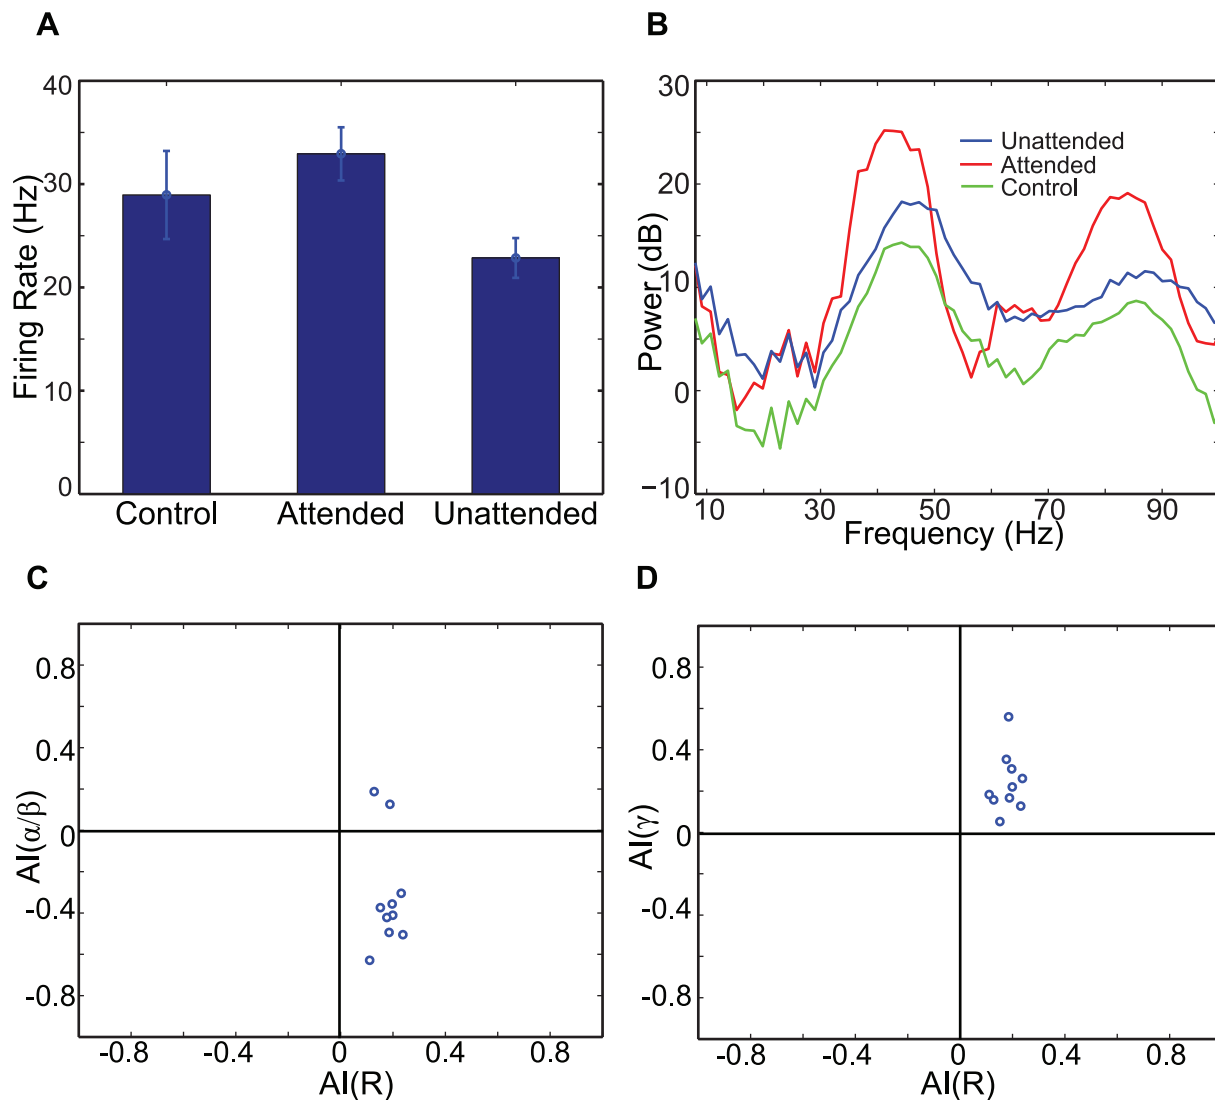 A
Firing Rate (Hz)
40
30
20
10
0
Control Attended Unattended
B
Power (dB)
30
20
10
0
−10
Unattended
Attended
Control
10 30 50 70 90
Frequency (Hz)
C
AI(α/β)
0.8
0.4
0
-0.4
-0.8
-0.8 -0.4 0 0.4 0.8
AI(R)
D
AI(γ)
0.8
0.4
0
-0.4
-0.8
-0.8 -0.4 0 0.4 0.8
AI(R)